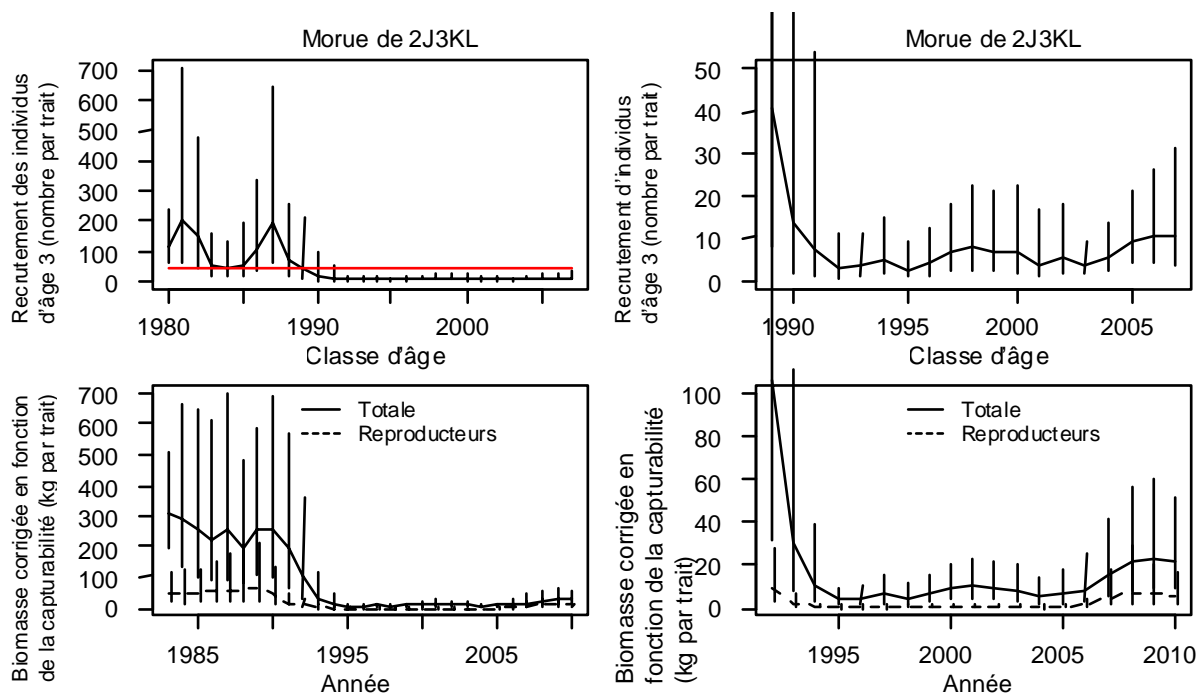 Morue de 2J3KL
Recrutement des individus
d'âge 3 (nombre par trait)
700
600
500
400
300
200
100
0
1980
1990
2000
Classe d'âge
Morue de 2J3KL
Recrutement d'individus
d'âge 3 (nombre par trait)
50
40
30
20
10
0
1990
1995
2000
2005
Classe d'âge
Biomasse corrigée en fonction
de la capturabilité (kg par trait)
700
600
500
400
300
200
100
0
Totale
Reproducteurs
1985
1995
2005
Année
Biomasse corrigée en
fonction de la capturabilité
(kg par trait)
100
80
60
40
20
0
Totale
Reproducteurs
1995
2000
2005
2010
Année